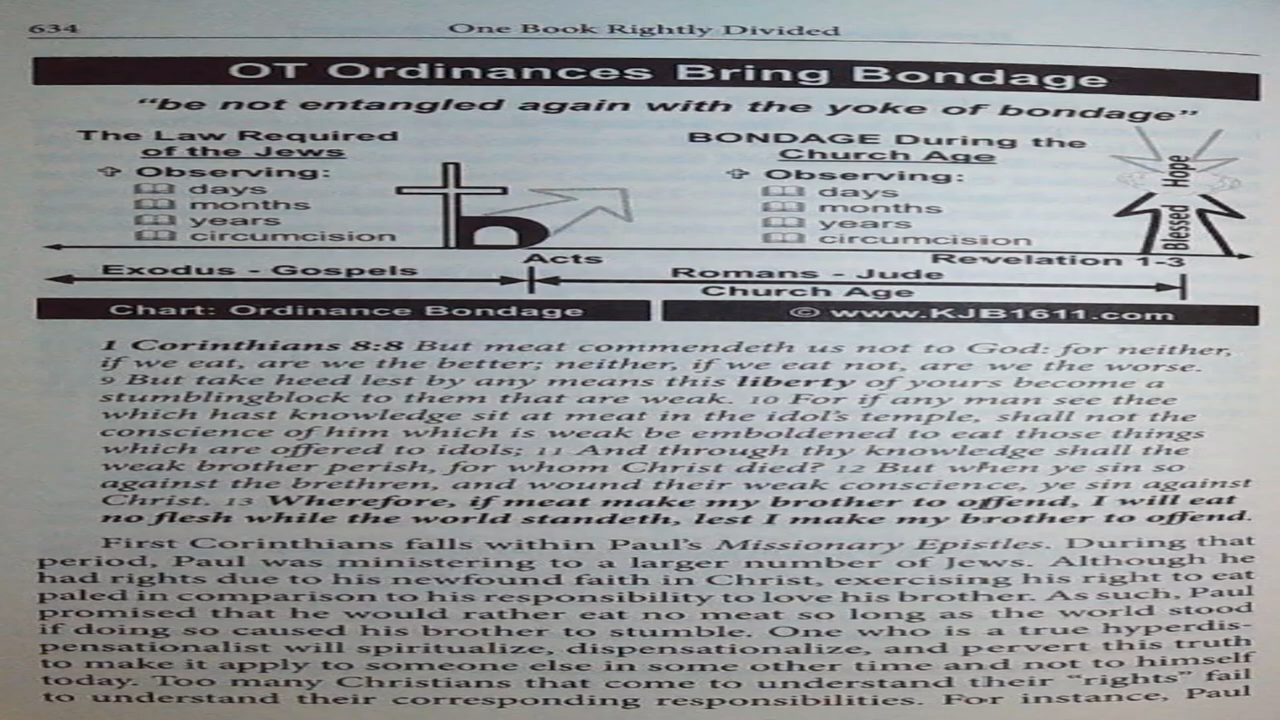 634
One Book Rightly Divided
OT Ordinances Bring Bondage
"be not entangled again with the yoke of bondage"
The Law Required
of the Jews
Observing:
days
months
years
circumcision
BONDAGE During the
Church Age
Observing:
days
months
years
circumcision
Blessed Hope
Acts
Revelation 1-3
Exodus - Gospels
Romans - Jude
Church Age
Chart: Ordinance Bondage
© www.KJB1611.com
1 Corinthians 8:8 But meat commendeth us not to God: for neither,
if we eat, are we the better; neither, if we eat not, are we the worse.
9 But take heed lest by any means this liberty of yours become a
stumblingblock to them that are weak. 10 For if any man see thee
which hast knowledge sit at meat in the idol's temple, shall not the
conscience of him which is weak be emboldened to eat those things
which are offered to idols; 11 And through thy knowledge shall the
weak brother perish, for whom Christ died? 12 But when ye sin so
against the brethren, and wound their weak conscience, ye sin against
Christ. 13 Wherefore, if meat make my brother to offend, I will eat
no flesh while the world standeth, lest I make my brother to offend.
First Corinthians falls within Paul's Missionary Epistles. During that
period, Paul was ministering to a larger number of Jews. Although he
had rights due to his newfound faith in Christ, exercising his right to eat
paled in comparison to his responsibility to love his brother. As such, Paul
promised that he would rather eat no meat so long as the world stood
if doing so caused his brother to stumble. One who is a true hyperdis-
pensationalist will spiritualize, dispensationalize, and pervert this truth
to make it apply to someone else in some other time and not to himself
today. Too many Christians that come to understand their "rights" fail
to understand their corresponding responsibilities. For instance, Paul